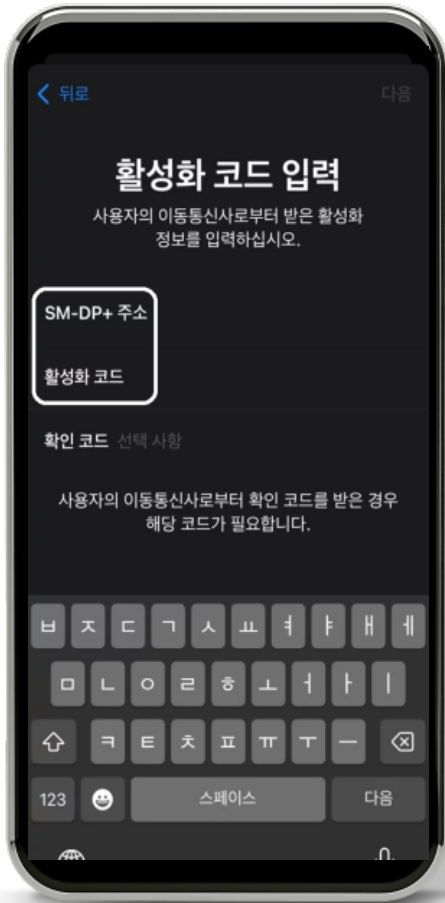 뒤로 다음
활성화 코드 입력
사용자의 이동통신사로부터 받은 활성화
정보를 입력하십시오.
SM-DP+ 주소
활성화 코드
확인 코드 선택 사항
사용자의 이동통신사로부터 확인 코드를 받은 경우
해당 코드가 필요합니다.
ㅂ ㅈ ㄷ ㄱ ㅅ ㅛ ㅕ ㅑ ㅐ ㅔ
ㅁ ㄴ ㅇ ㄹ ㅎ ㅗ ㅓ ㅏ ㅣ
ㅋ ㅌ ㅊ ㅍ ㅠ ㅜ ㅡ
123 스페이스 다음